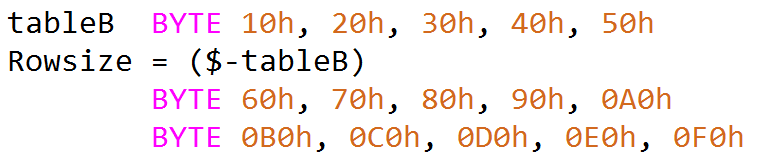 tableB  BYTE 10h, 20h, 30h, 40h, 50h
Rowsize = ($-tableB)
        BYTE 60h, 70h, 80h, 90h, 0A0h
        BYTE 0B0h, 0C0h, 0D0h, 0E0h, 0F0h